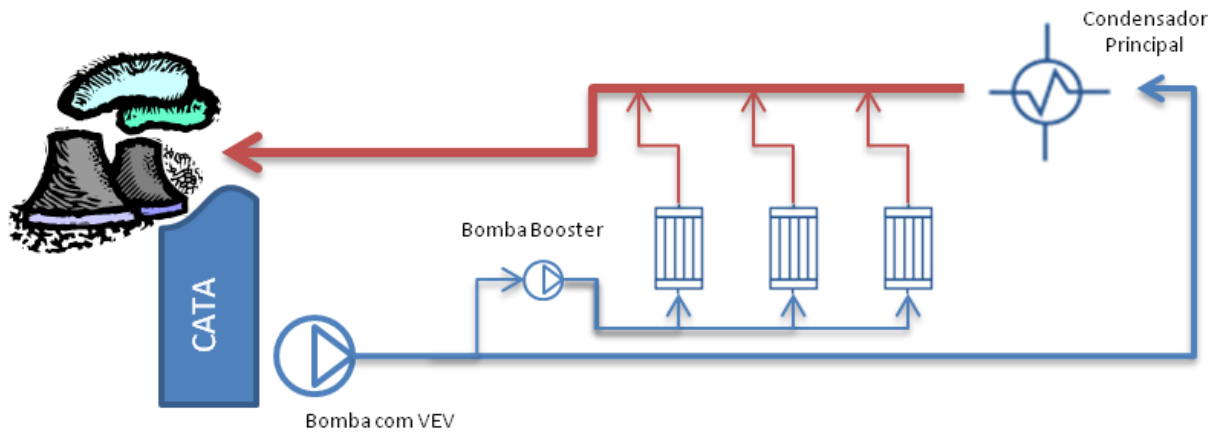 Condensador
Principal
Bomba Booster
CATA
Bomba com VEV